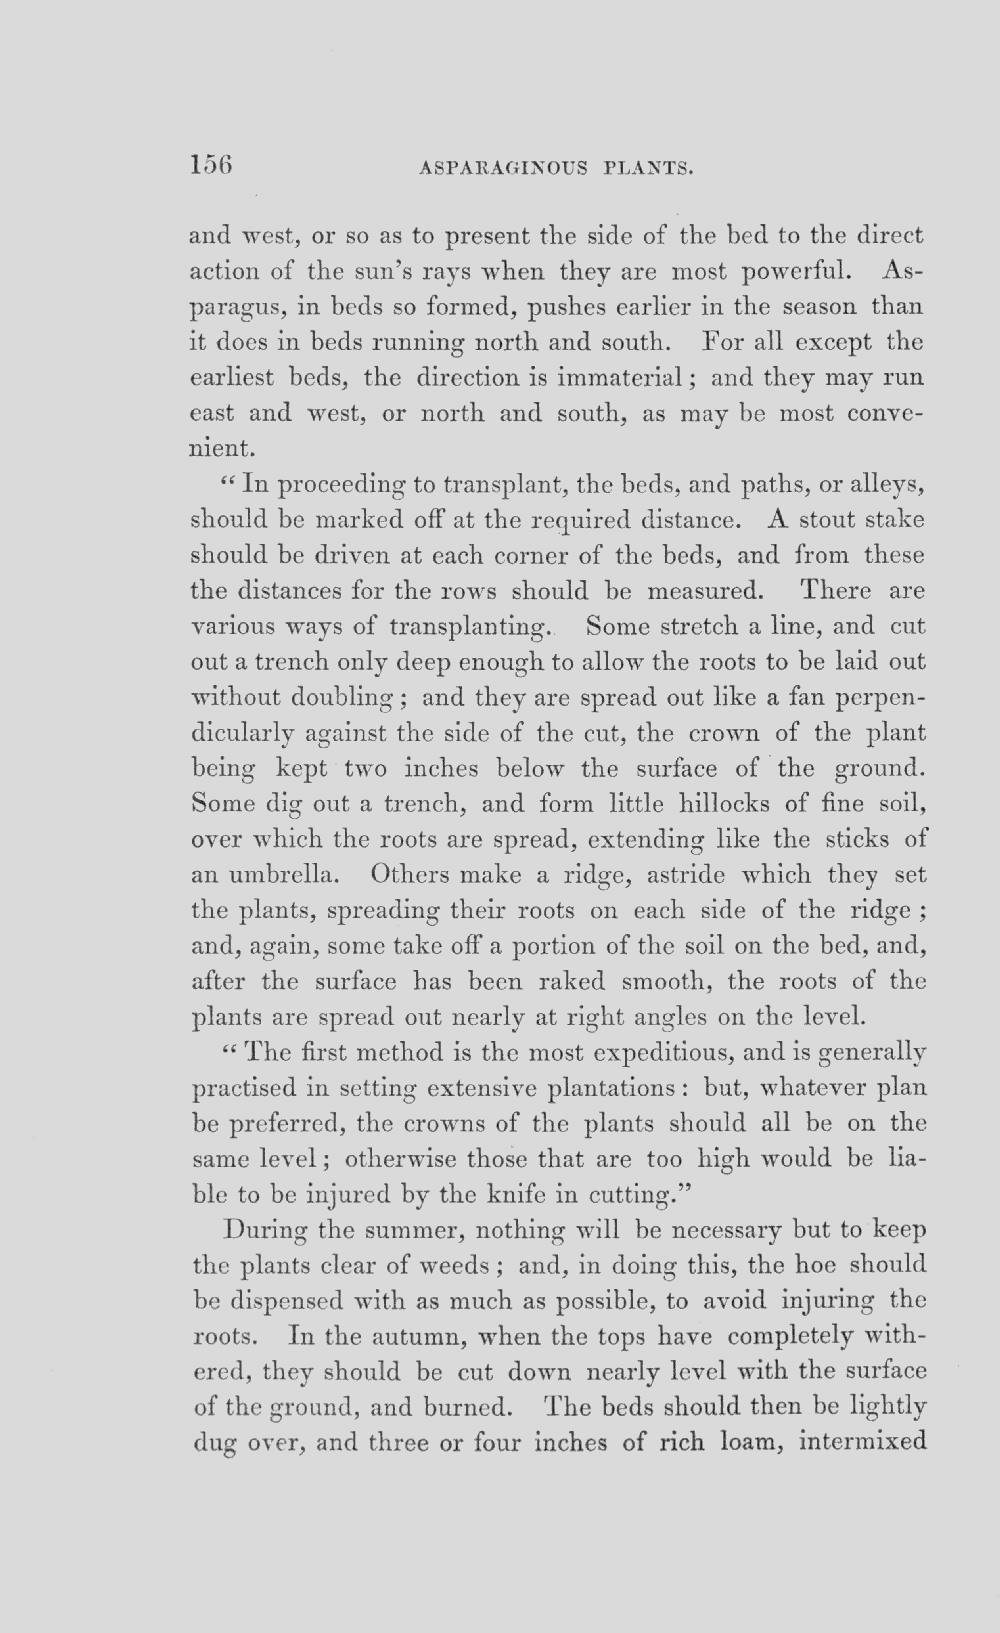 156 ASPARAGINOUS PLANTS.
and west, or so as to present the side of the bed to the direct
action of the sun's rays when they are most powerful. As-
paragus, in beds so formed, pushes earlier in the season than
it does in beds running north and south. For all except the
earliest beds, the direction is immaterial; and they may run
east and west, or north and south, as may be most conve-
nient.
“In proceeding to transplant, the beds, and paths, or alleys,
should be marked off at the required distance. A stout stake
should be driven at each corner of the beds, and from these
the distances for the rows should be measured. There are
various ways of transplanting. Some stretch a line, and cut
out a trench only deep enough to allow the roots to be laid out
without doubling; and they are spread out like a fan perpen-
dicularly against the side of the cut, the crown of the plant
being kept two inches below the surface of the ground.
Some dig out a trench, and form little hillocks of fine soil,
over which the roots are spread, extending like the sticks of
an umbrella. Others make a ridge, astride which they set
the plants, spreading their roots on each side of the ridge;
and, again, some take off a portion of the soil on the bed, and,
after the surface has been raked smooth, the roots of the
plants are spread out nearly at right angles on the level.
“The first method is the most expeditious, and is generally
practised in setting extensive plantations: but, whatever plan
be preferred, the crowns of the plants should all be on the
same level; otherwise those that are too high would be lia-
ble to be injured by the knife in cutting.”
During the summer, nothing will be necessary but to keep
the plants clear of weeds; and, in doing this, the hoe should
be dispensed with as much as possible, to avoid injuring the
roots. In the autumn, when the tops have completely with-
ered, they should be cut down nearly level with the surface
of the ground, and burned. The beds should then be lightly
dug over, and three or four inches of rich loam, intermixed